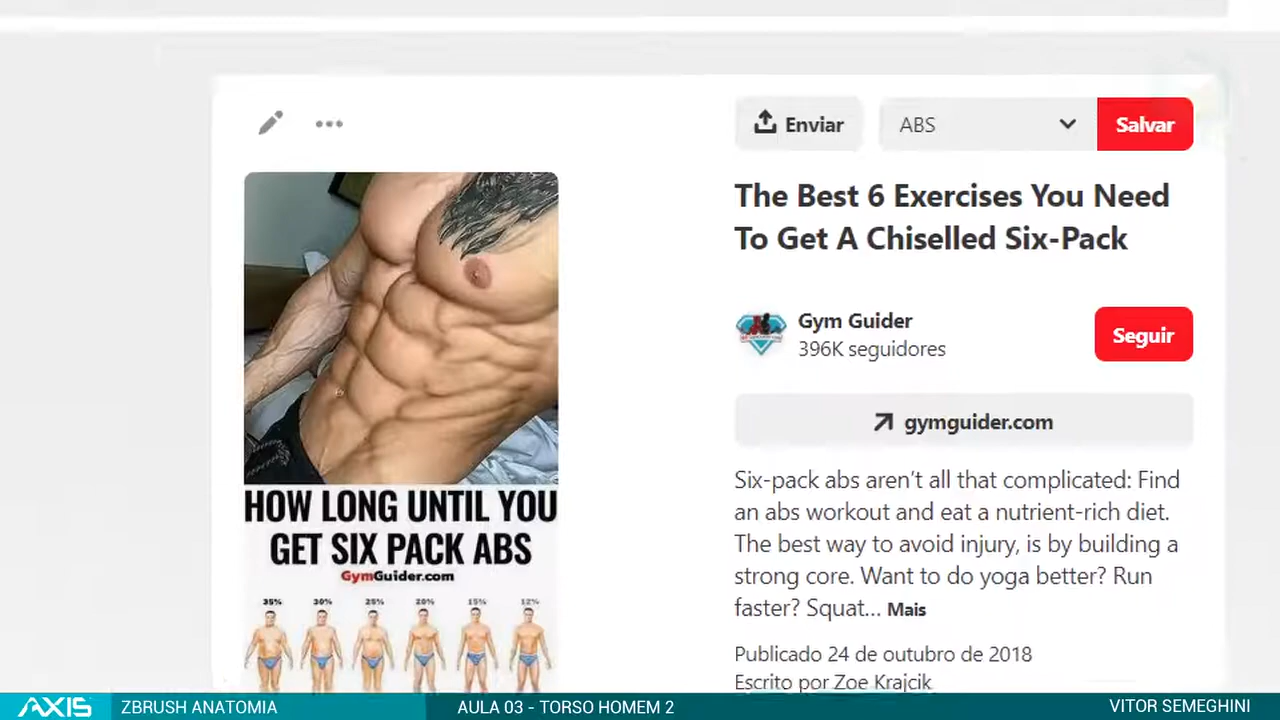 Enviar
ABS
Salvar
The Best 6 Exercises You Need
To Get A Chiselled Six-Pack
Gym Guider
396K seguidores
Seguir
gymguider.com
Six-pack abs aren’t all that complicated: Find
an abs workout and eat a nutrient-rich diet.
The best way to avoid injury, is by building a
strong core. Want to do yoga better? Run
faster? Squat... Mais
Publicado 24 de outubro de 2018
Escrito por Zoe Krajcik
HOW LONG UNTIL YOU
GET SIX PACK ABS
GymGuider.com
35% 30% 25% 20% 15% 12%
AXIS ZBRUSH ANATOMIA AULA 03 - TORSO HOMEM 2 VITOR SEMEGHINI